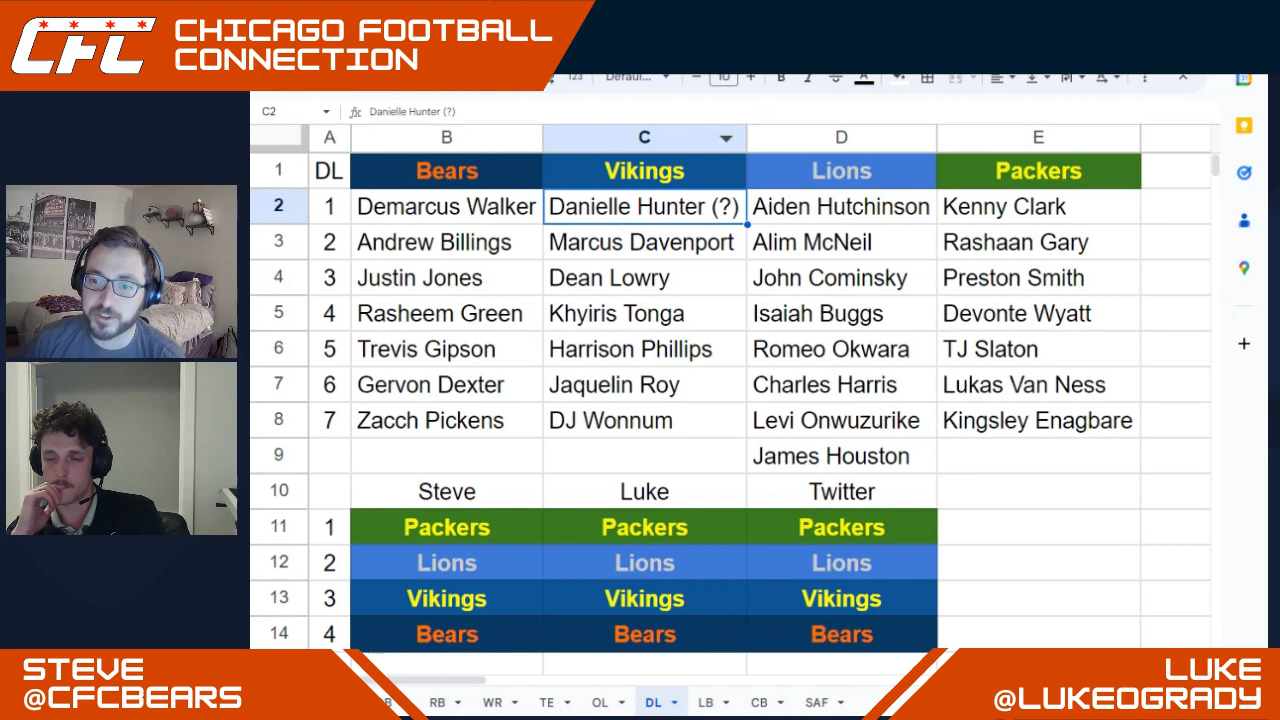 CFC
CHICAGO FOOTBALL
CONNECTION
123 Defaul... 10 B I A
C2 fx Danielle Hunter (?)
A B C D E
1 DL Bears Vikings Lions Packers
2 1 Demarcus Walker Danielle Hunter (?) Aiden Hutchinson Kenny Clark
3 2 Andrew Billings Marcus Davenport Alim McNeil Rashaan Gary
4 3 Justin Jones Dean Lowry John Cominsky Preston Smith
5 4 Rasheem Green Khyiris Tonga Isaiah Buggs Devonte Wyatt
6 5 Trevis Gipson Harrison Phillips Romeo Okwara TJ Slaton
7 6 Gervon Dexter Jaquelin Roy Charles Harris Lukas Van Ness
8 7 Zacch Pickens DJ Wonnum Levi Onwuzurike Kingsley Enagbare
9 James Houston
10 Steve Luke Twitter
11 1 Packers Packers Packers
12 2 Lions Lions Lions
13 3 Vikings Vikings Vikings
14 4 Bears Bears Bears
RB WR TE OL DL LB CB SAF
STEVE
@CFCBEARS
LUKE
@LUKEOGRADY